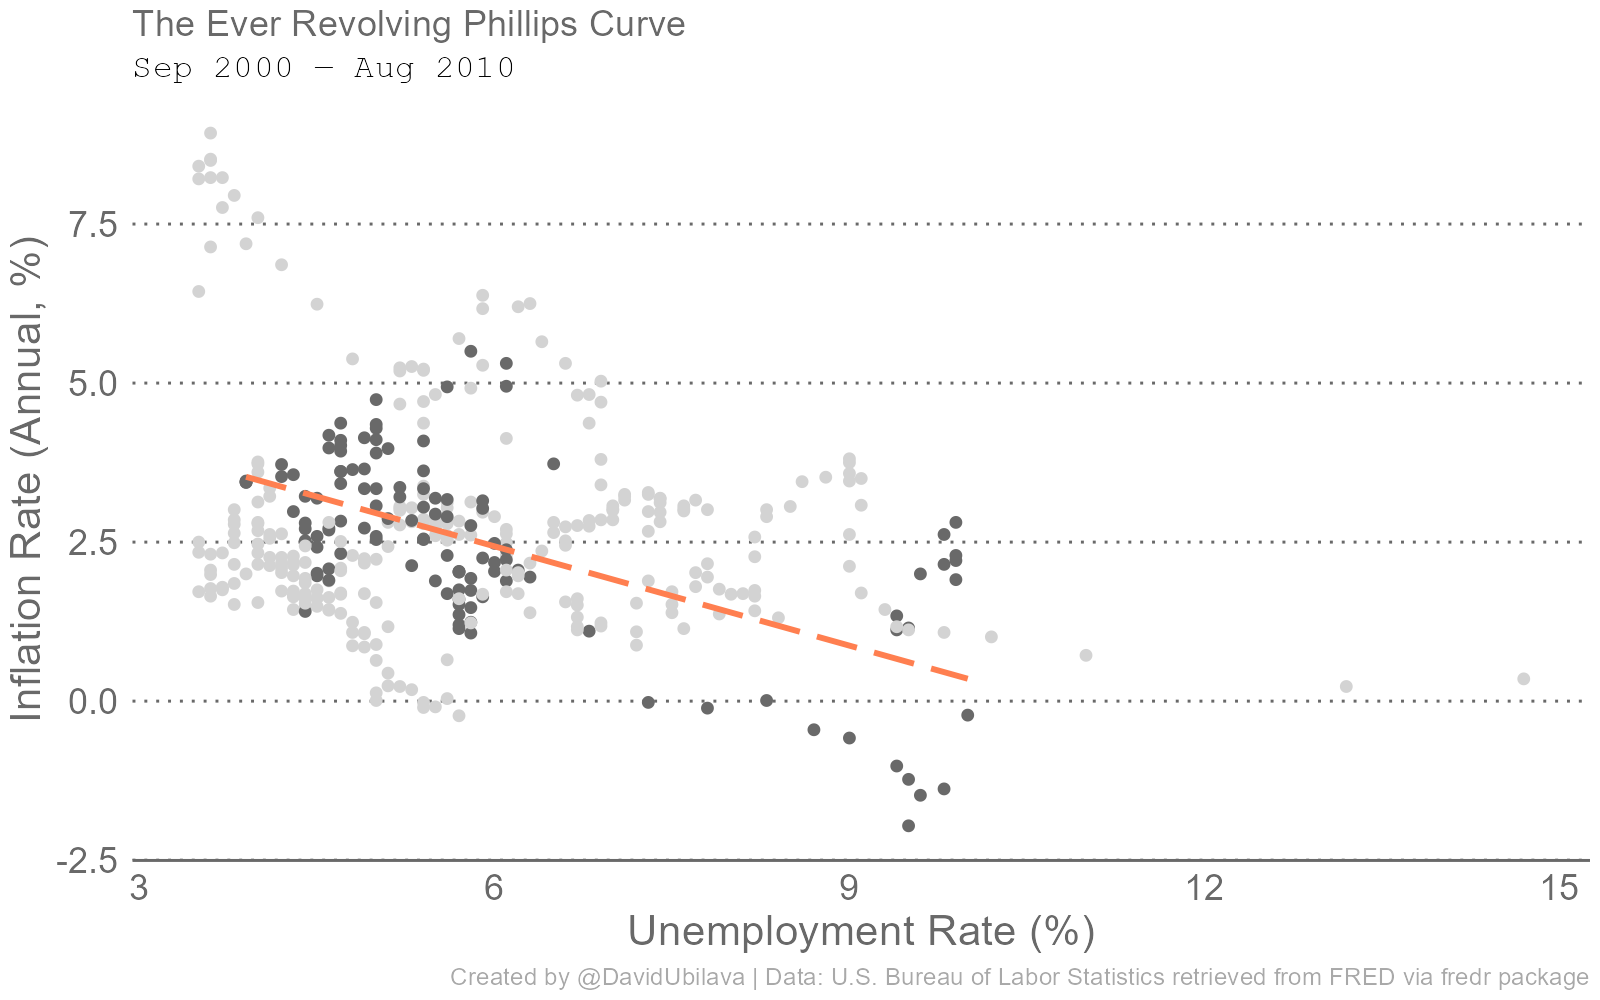 The Ever Revolving Phillips Curve
Sep 2000 — Aug 2010
Inflation Rate (Annual, %)
7.5
5.0
2.5
0.0
-2.5
3 6 9 12 15
Unemployment Rate (%)
Created by @DavidUbilava | Data: U.S. Bureau of Labor Statistics retrieved from FRED via fredr package